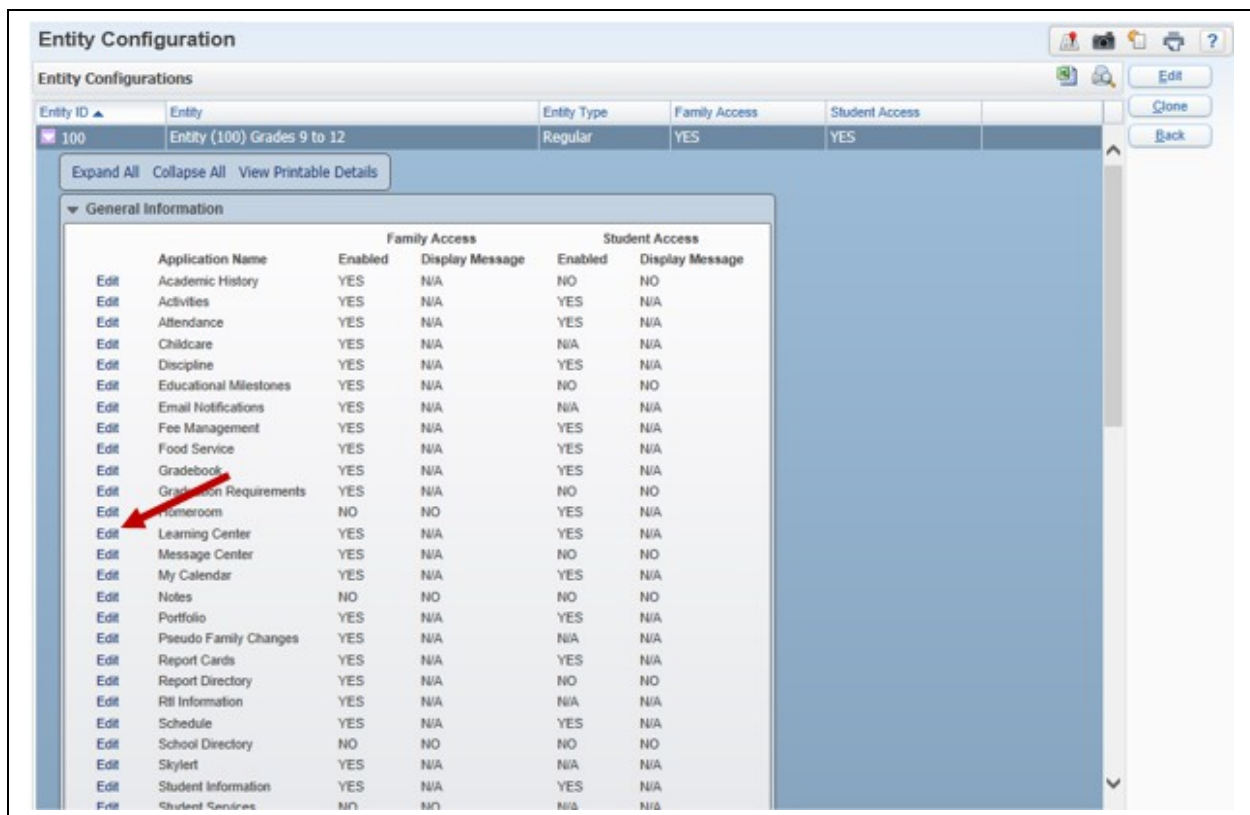 Entity Configuration
?
Entity Configurations
Edit
Entity ID Entity Entity Type Family Access Student Access
Clone
100 Entity (100) Grades 9 to 12 Regular YES YES
Back
Expand All Collapse All View Printable Details
General Information
Family Access Student Access
Application Name Enabled Display Message Enabled Display Message
Edit Academic History YES N/A NO NO
Edit Activities YES N/A YES N/A
Edit Attendance YES N/A YES N/A
Edit Childcare YES N/A N/A N/A
Edit Discipline YES N/A YES N/A
Edit Educational Milestones YES N/A NO NO
Edit Email Notifications YES N/A N/A N/A
Edit Fee Management YES N/A YES N/A
Edit Food Service YES N/A YES N/A
Edit Gradebook YES N/A YES N/A
Edit Graduation Requirements YES N/A NO NO
Edit Homeroom NO NO YES N/A
Edit Learning Center YES N/A YES N/A
Edit Message Center YES N/A NO NO
Edit My Calendar YES N/A YES N/A
Edit Notes NO NO NO NO
Edit Portfolio YES N/A YES N/A
Edit Pseudo Family Changes YES N/A N/A N/A
Edit Report Cards YES N/A YES N/A
Edit Report Directory YES N/A NO NO
Edit RtI Information YES N/A N/A N/A
Edit Schedule YES N/A YES N/A
Edit School Directory NO NO NO NO
Edit Skylert YES N/A N/A N/A
Edit Student Information YES N/A YES N/A
Edit Student Services NO NO N/A N/A